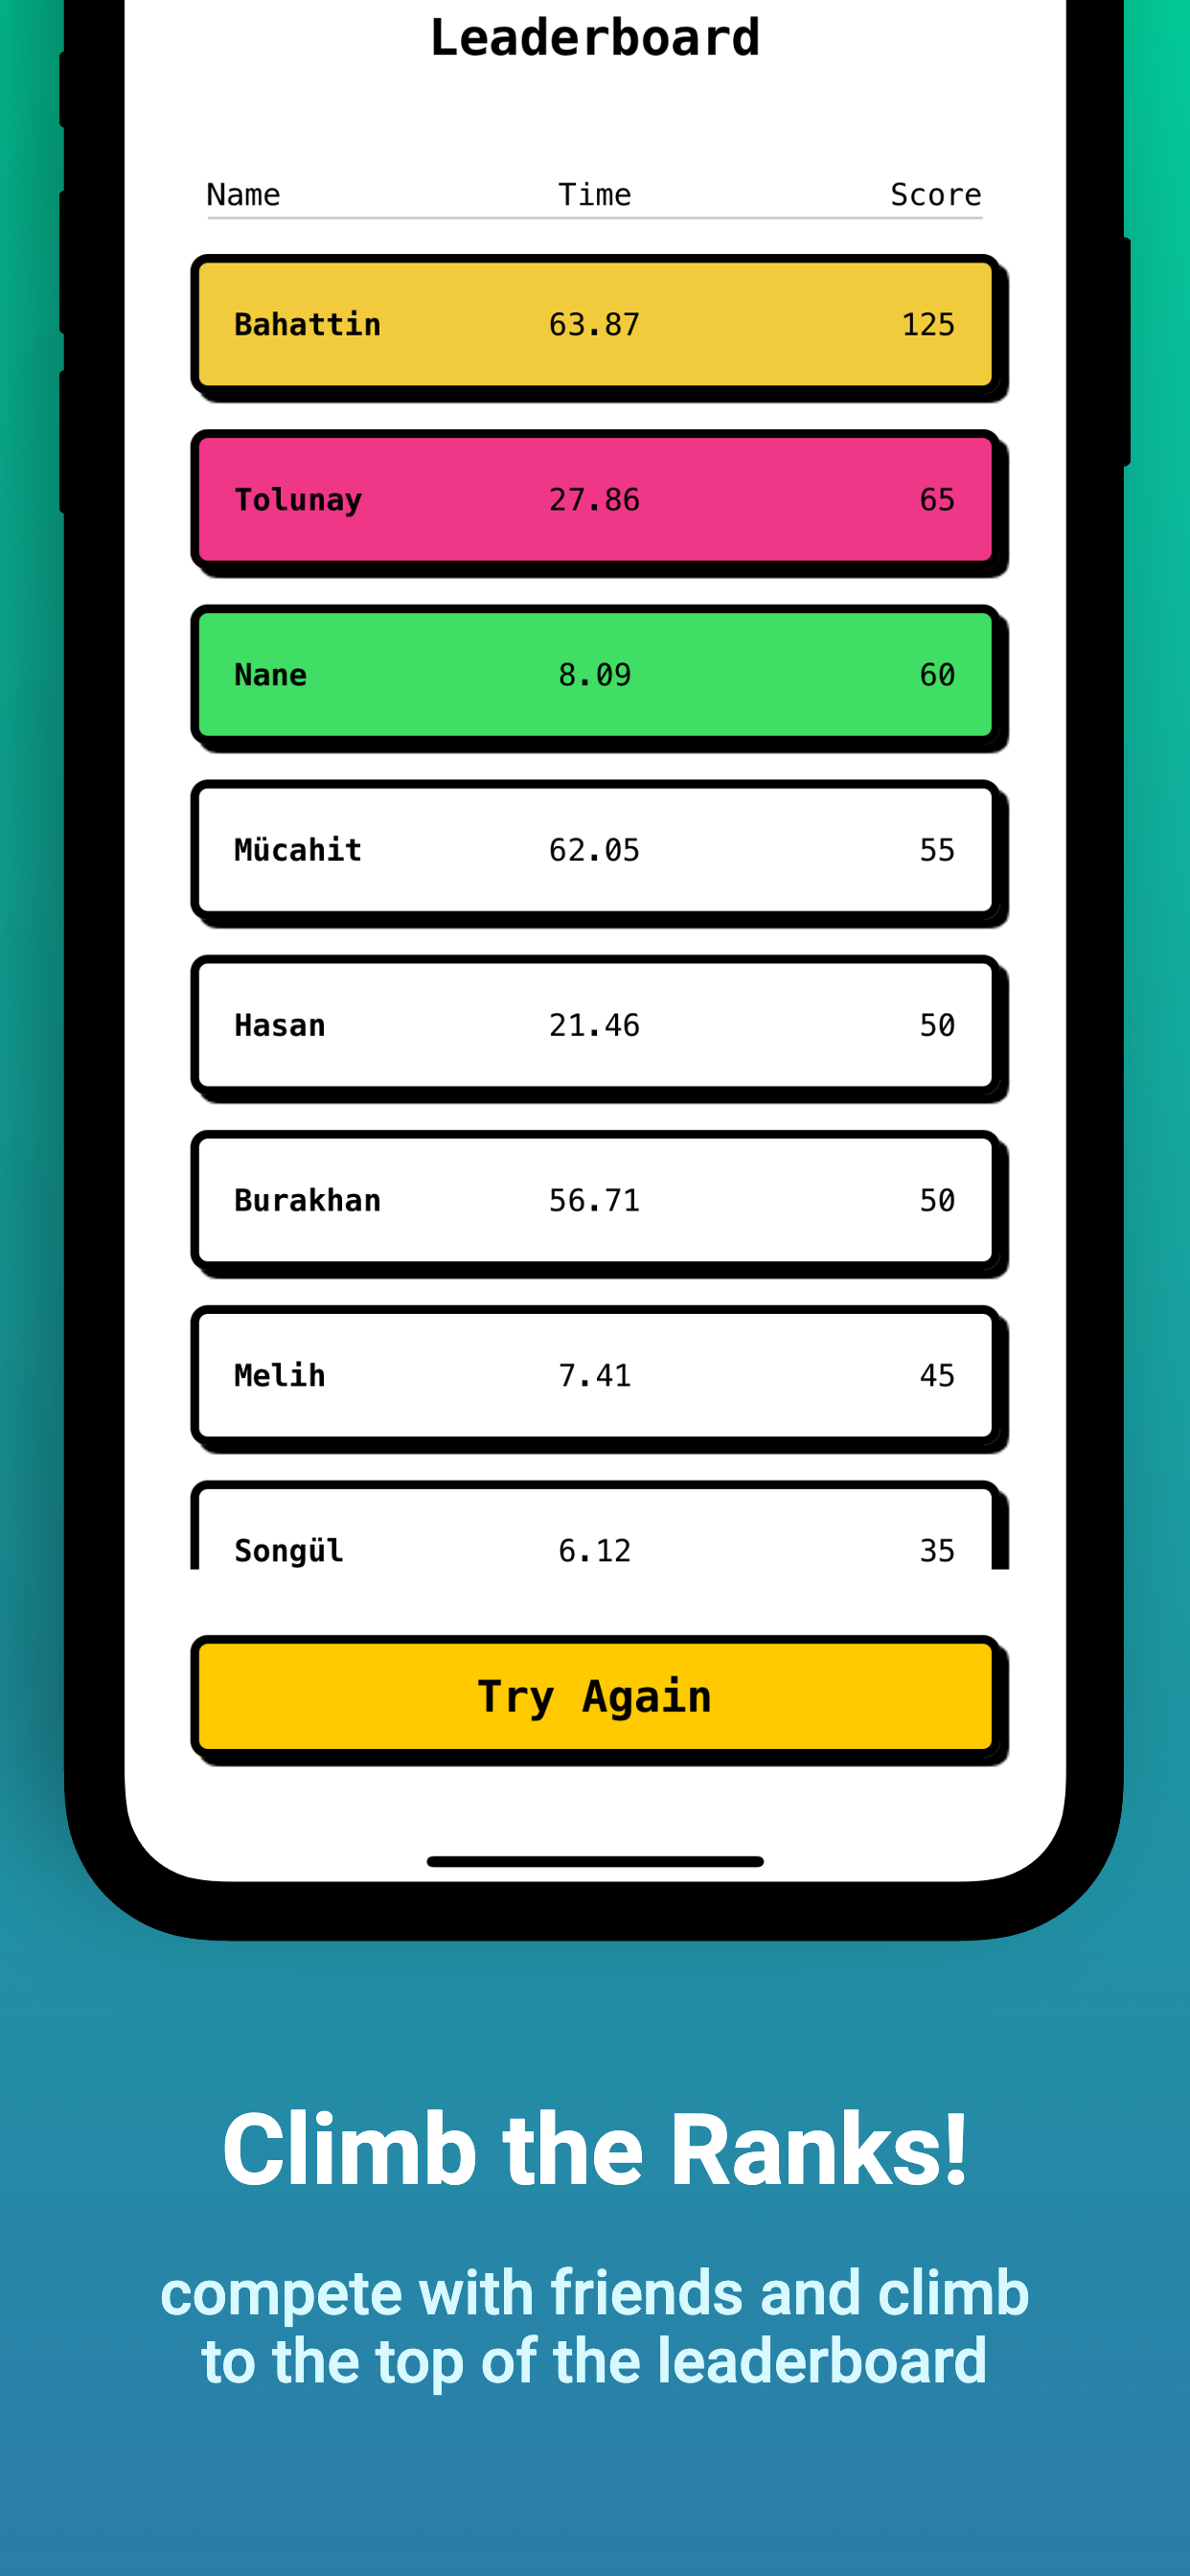 Leaderboard
Name Time Score
Bahattin 63.87 125
Tolunay 27.86 65
Nane 8.09 60
Mücahit 62.05 55
Hasan 21.46 50
Burakhan 56.71 50
Melih 7.41 45
Songül 6.12 35
Try Again
Climb the Ranks!
compete with friends and climb
to the top of the leaderboard